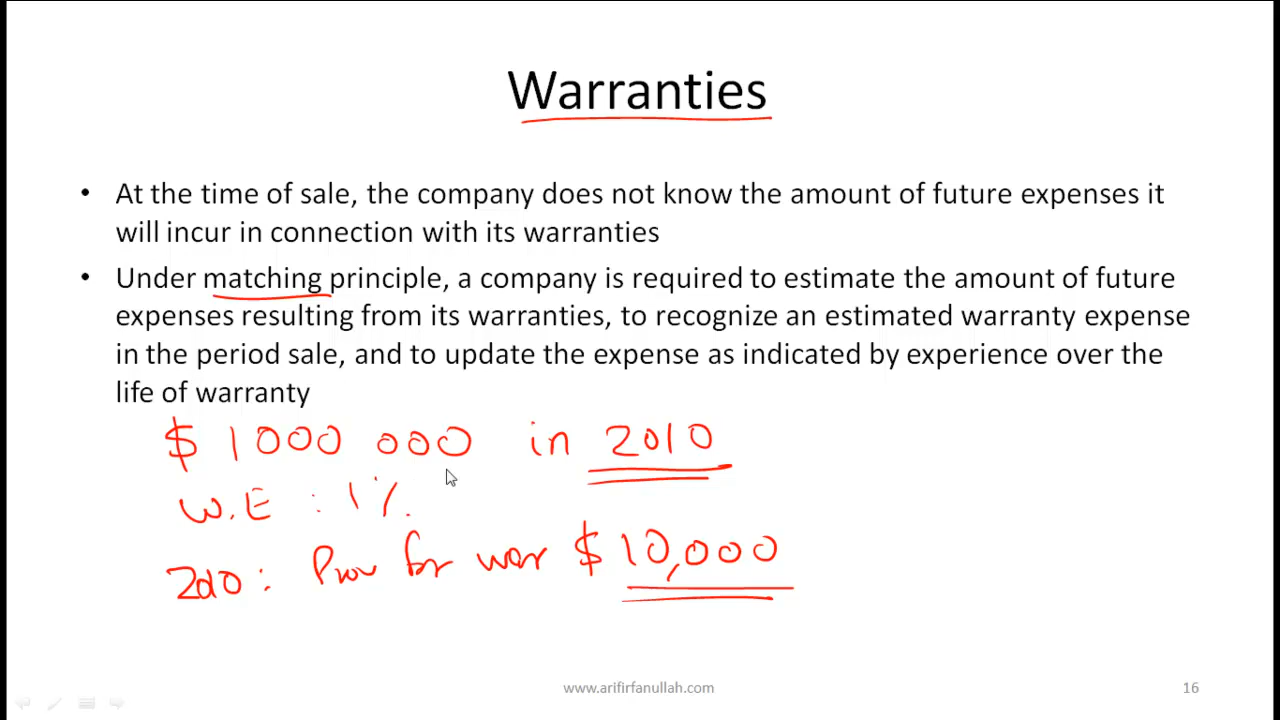 Warranties
• At the time of sale, the company does not know the amount of future expenses it
will incur in connection with its warranties
• Under matching principle, a company is required to estimate the amount of future
expenses resulting from its warranties, to recognize an estimated warranty expense
in the period sale, and to update the expense as indicated by experience over the
life of warranty
$ 1000 000 in 2010
W.E : 1%.
2010: Prov for war $ 10,000
www.arifirfanullah.com 16